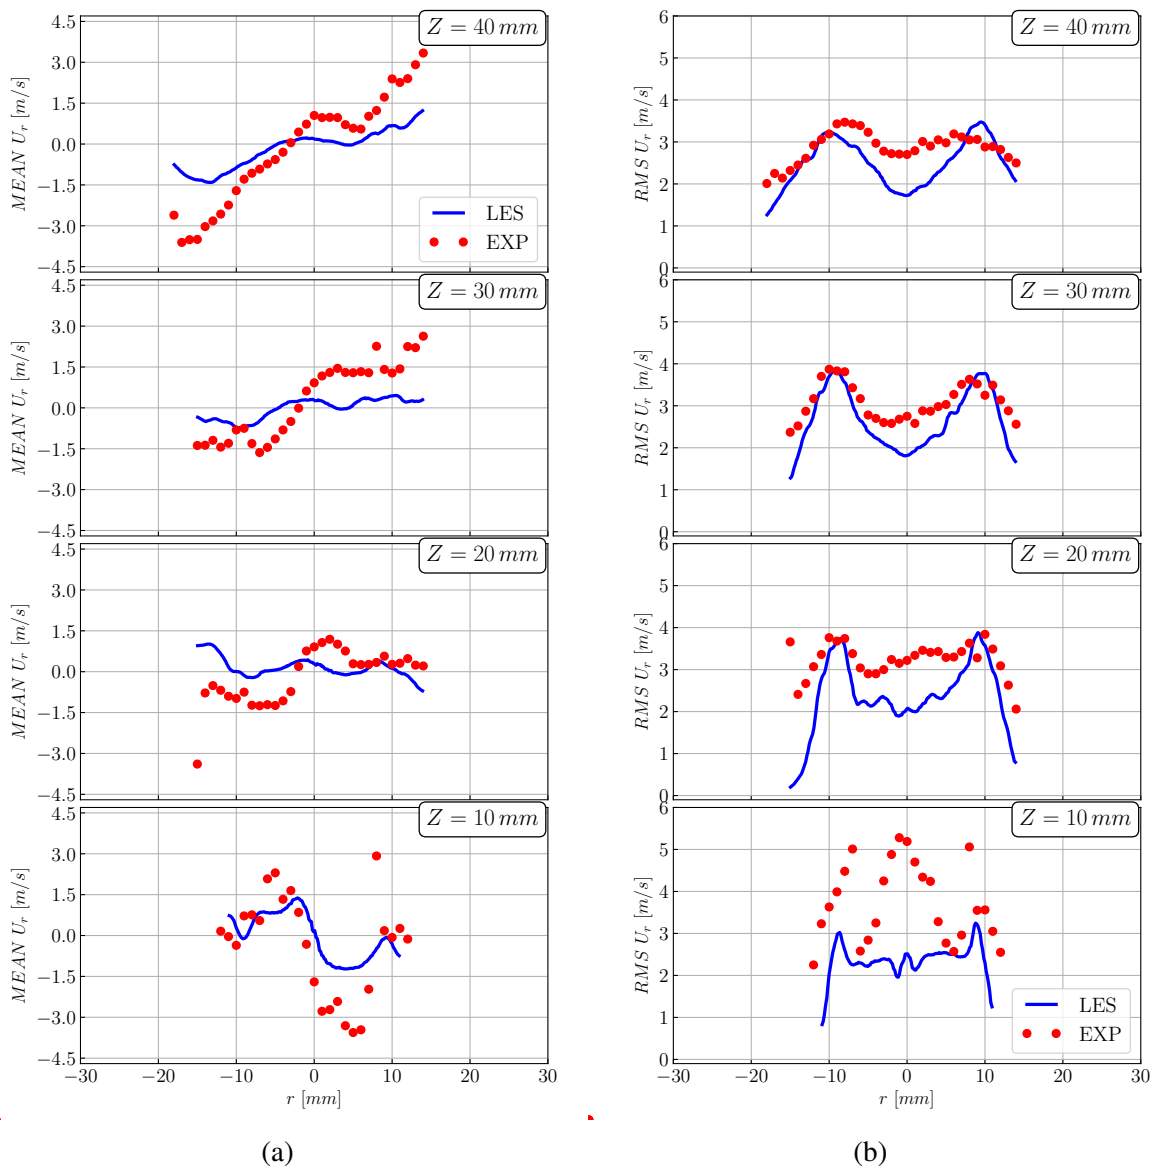 Z = 40 mm
4.5
3.0
1.5
0.0
−1.5
−3.0
−4.5
MEAN U_r [m/s]
LES
EXP
Z = 30 mm
4.5
3.0
1.5
0.0
−1.5
−3.0
−4.5
MEAN U_r [m/s]
Z = 20 mm
4.5
3.0
1.5
0.0
−1.5
−3.0
−4.5
MEAN U_r [m/s]
Z = 10 mm
4.5
3.0
1.5
0.0
−1.5
−3.0
−4.5
MEAN U_r [m/s]
−30 −20 −10 0 10 20 30
r [mm]
(a)
Z = 40 mm
6
5
4
3
2
1
0
RMS U_r [m/s]
Z = 30 mm
6
5
4
3
2
1
0
RMS U_r [m/s]
Z = 20 mm
6
5
4
3
2
1
0
RMS U_r [m/s]
Z = 10 mm
6
5
4
3
2
1
0
RMS U_r [m/s]
LES
EXP
−30 −20 −10 0 10 20 30
r [mm]
(b)